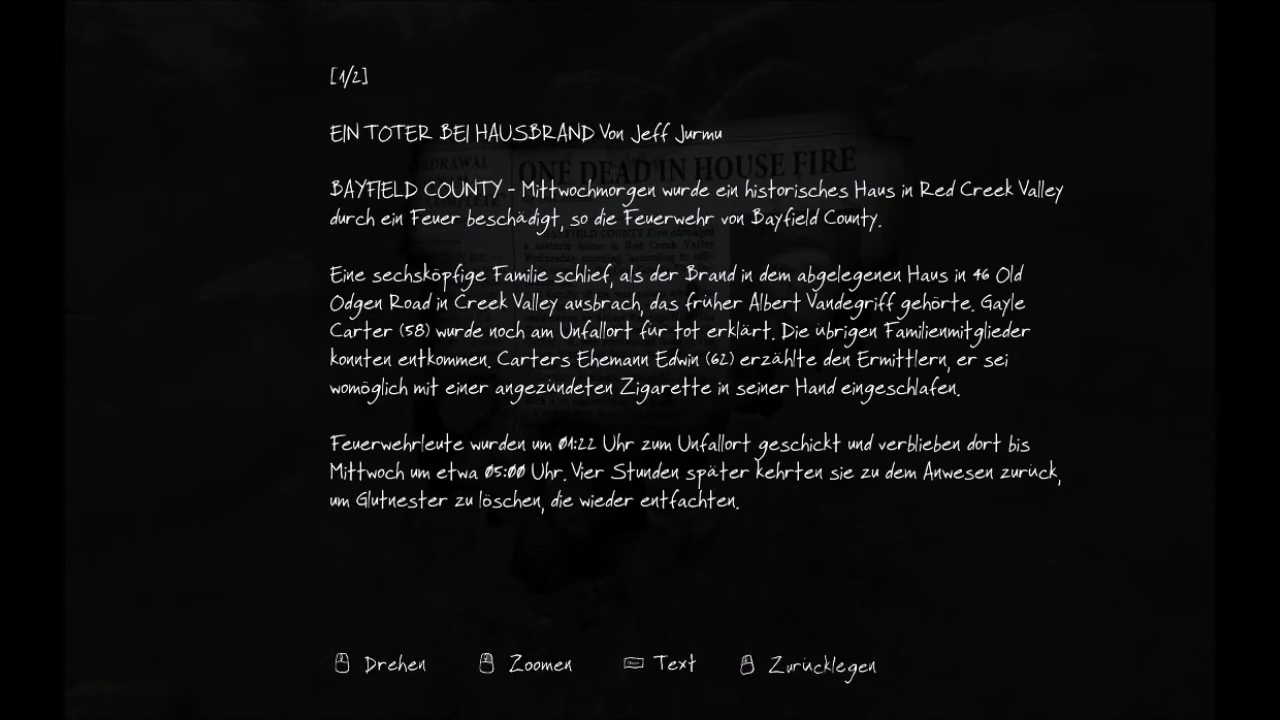 [1/2]
EIN TOTER BEI HAUSBRAND Von Jeff Jurmu
ONE DEAD IN HOUSE FIRE
BAYFIELD COUNTY - Mittwochmorgen wurde ein historisches Haus in Red Creek Valley
durch ein Feuer beschädigt, so die Feuerwehr von Bayfield County.
Eine sechsköpfige Familie schlief, als der Brand in dem abgelegenen Haus in 46 Old
Odgen Road in Creek Valley ausbrach, das früher Albert Vandegriff gehörte. Gayle
Carter (58) wurde noch am Unfallort für tot erklärt. Die übrigen Familienmitglieder
konnten entkommen. Carters Ehemann Edwin (62) erzählte den Ermittlern, er sei
womöglich mit einer angezündeten Zigarette in seiner Hand eingeschlafen.
Feuerwehrleute wurden um 01:22 Uhr zum Unfallort geschickt und verblieben dort bis
Mittwoch um etwa 05:00 Uhr. Vier Stunden später kehrten sie zu dem Anwesen zurück,
um Glutnester zu löschen, die wieder entfachten.
Drehen Zoomen Text Zurücklegen